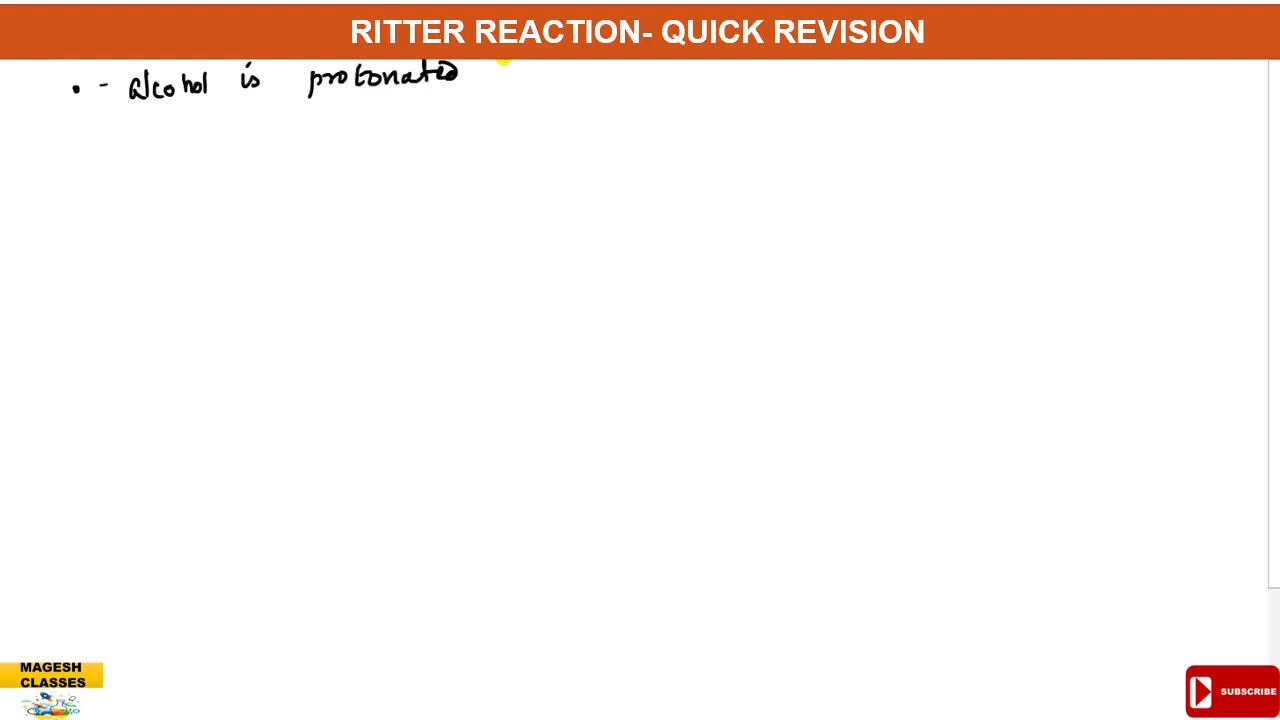 RITTER REACTION- QUICK REVISION
• - alcohol is protonated
MAGESH
CLASSES
SUBSCRIBE